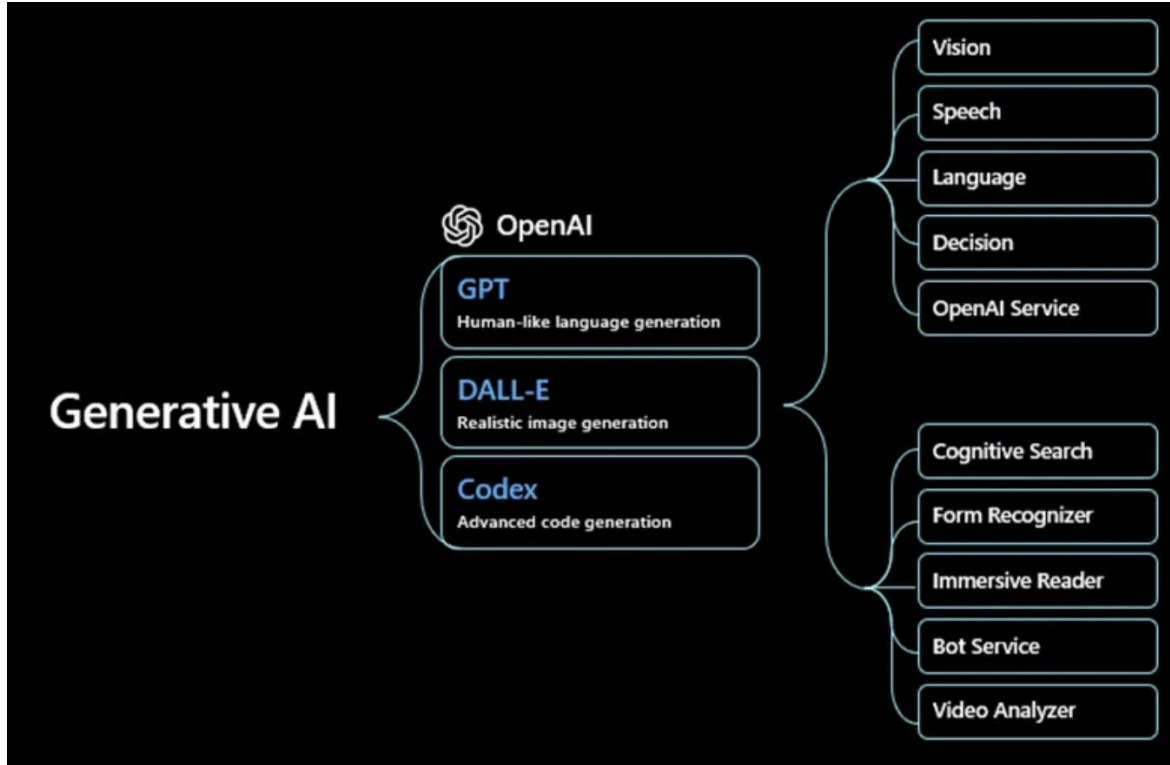 Generative AI
OpenAI
GPT
Human-like language generation
DALL-E
Realistic image generation
Codex
Advanced code generation
Vision
Speech
Language
Decision
OpenAI Service
Cognitive Search
Form Recognizer
Immersive Reader
Bot Service
Video Analyzer